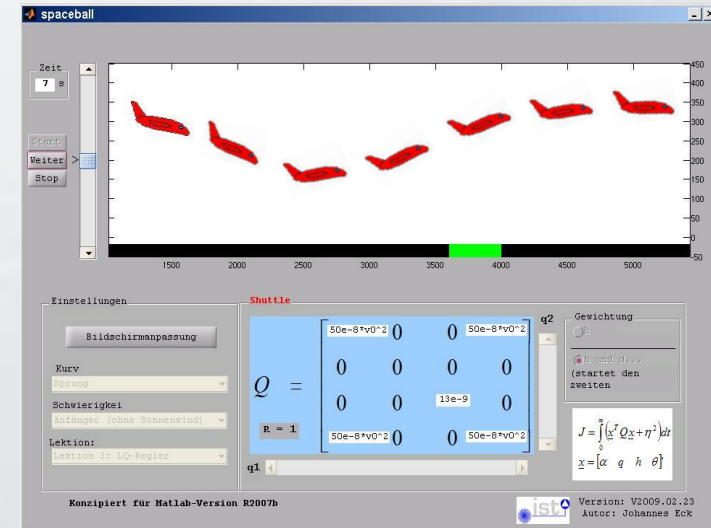 spaceball
Zeit
7 s
Start
Weiter >
Stop
450
400
350
300
250
200
150
100
50
0
-50
1500 2000 2500 3000 3500 4000 4500 5000
Einstellungen
Bildschirmanpassung
Kurv
Sprung
Schwierigkei
Anfänger (ohne Sonnenwind)
Lektion:
Lektion 3: LQ-Regler
Shuttle
Q =
50e-8*v0^2 0 0 50e-8*v0^2
0 0 0 0
0 0 13e-9 0
50e-8*v0^2 0 0 50e-8*v0^2
R = 1
q1
q2
Gewichtung
h
h und d...
(startet den
zweiten
J = ∫₀^∞ (x^T Q x + η²) dt
x = [α q h θ]^T
Konzipiert für Matlab-Version R2007b
ist
Version: V2009.02.23
Autor: Johannes Eck